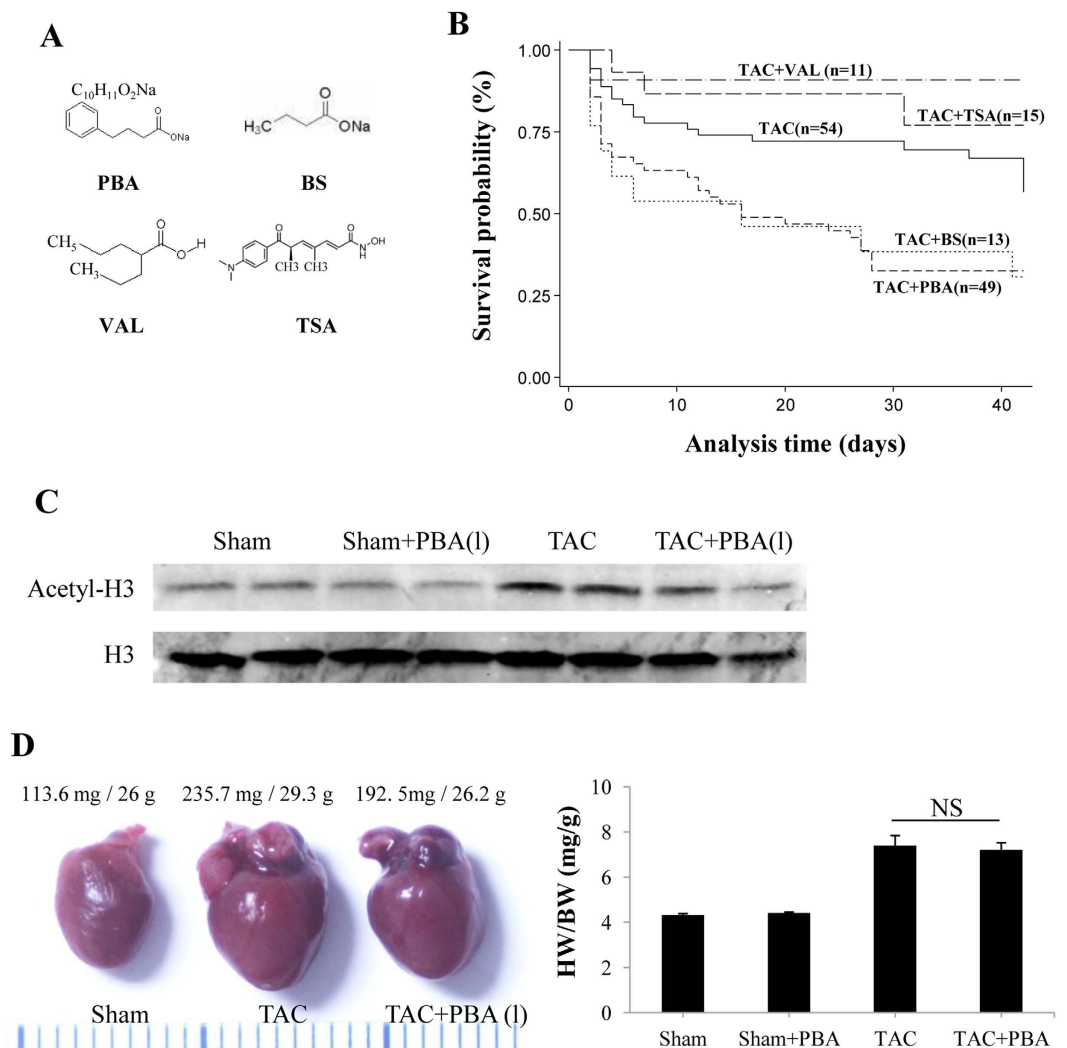 A
C10H11O2Na
O
ONa
PBA
H3C
O
ONa
BS
CH3
CH3
O
O
H
VAL
O
N
CH3
CH3
O
N
H
OH
TSA
B
Survival probability (%)
1.00
0.75
0.50
0.25
0.00
TAC+VAL (n=11)
TAC+TSA(n=15)
TAC(n=54)
TAC+BS(n=13)
TAC+PBA(n=49)
0 10 20 30 40
Analysis time (days)
C
Sham Sham+PBA(l) TAC TAC+PBA(l)
Acetyl-H3
H3
D
113.6 mg / 26 g 235.7 mg / 29.3 g 192. 5mg / 26.2 g
Sham TAC TAC+PBA (l)
HW/BW (mg/g)
10
8
6
4
2
0
NS
Sham Sham+PBA TAC TAC+PBA